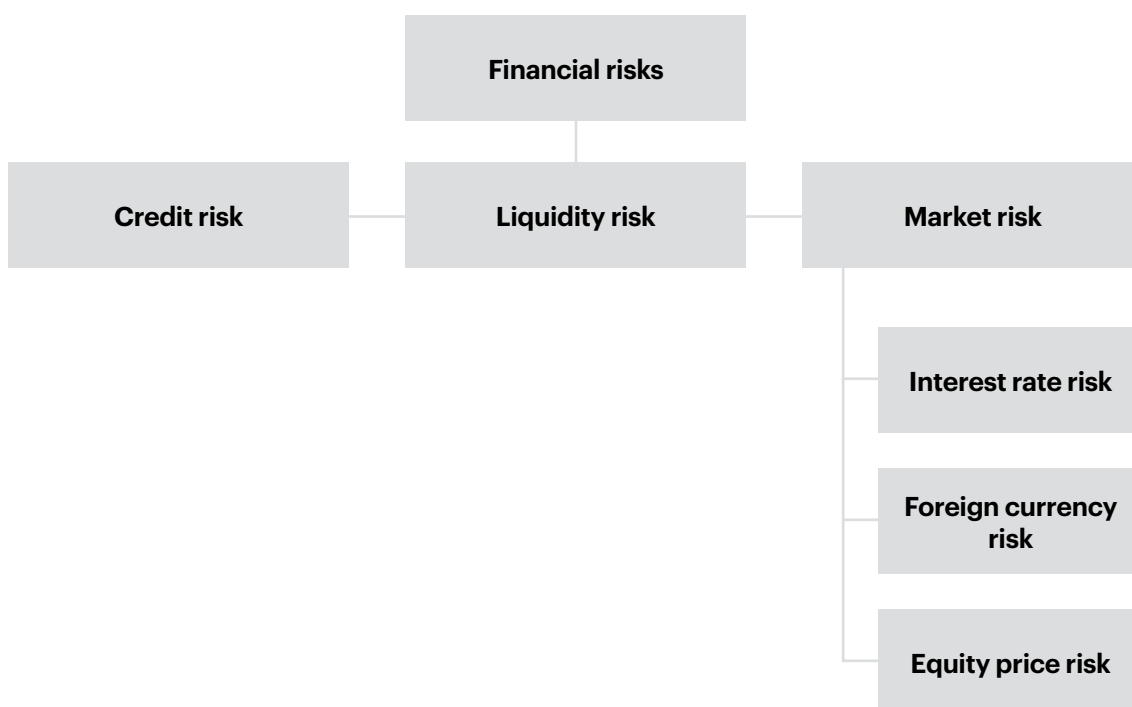 Financial risks
Credit risk
Liquidity risk
Market risk
Interest rate risk
Foreign currency
risk
Equity price risk